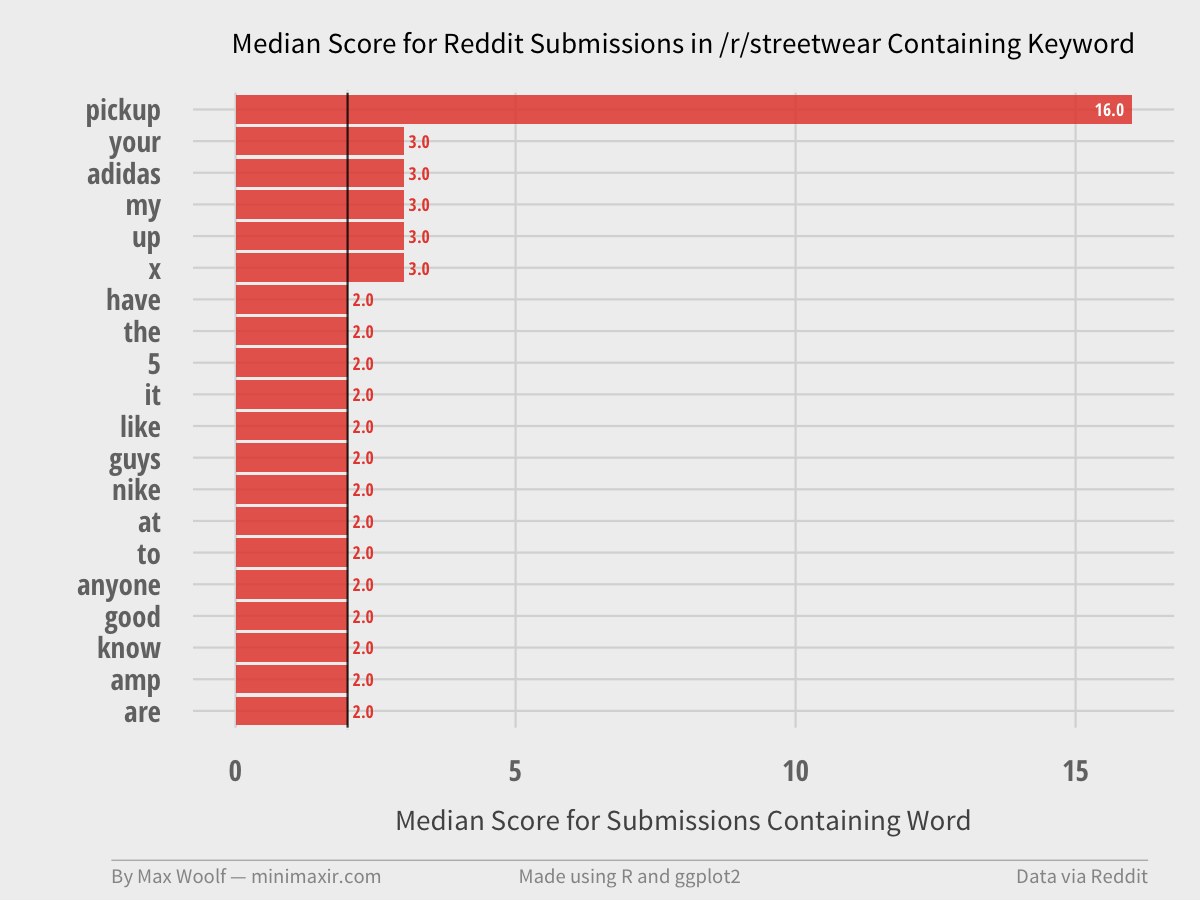 Median Score for Reddit Submissions in /r/streetwear Containing Keyword
pickup 16.0
your 3.0
adidas 3.0
my 3.0
up 3.0
x 3.0
have 2.0
the 2.0
5 2.0
it 2.0
like 2.0
guys 2.0
nike 2.0
at 2.0
to 2.0
anyone 2.0
good 2.0
know 2.0
amp 2.0
are 2.0
0 5 10 15
Median Score for Submissions Containing Word
By Max Woolf — minimaxir.com Made using R and ggplot2 Data via Reddit